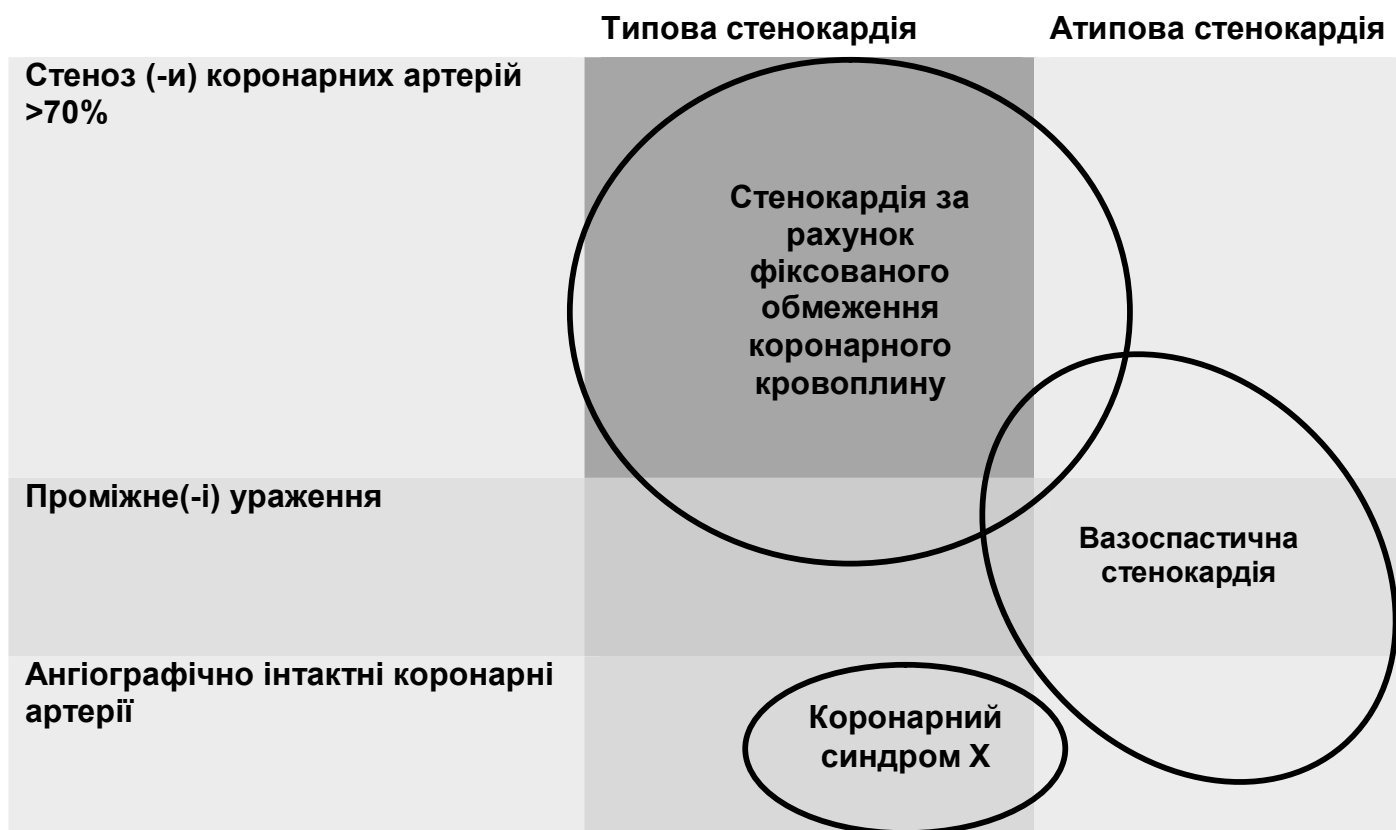 Типова стенокардія
Атипова стенокардія
Стеноз (-и) коронарних артерій
>70%
Стенокардія за
рахунок
фіксованого
обмеження
коронарного
кровоплину
Проміжне(-і) ураження
Вазоспастична
стенокардія
Ангіографічно інтактні коронарні
артерії
Коронарний
синдром X